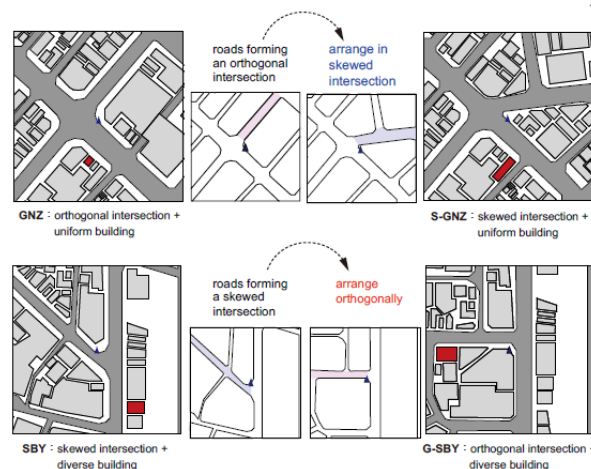 roads forming
an orthogonal
intersection
arrange in
skewed
intersection
GNZ : orthogonal intersection +
uniform building
S-GNZ : skewed intersection +
uniform building
roads forming
a skewed
intersection
arrange
orthogonally
SBY : skewed intersection +
diverse building
G-SBY : orthogonal intersection +
diverse building